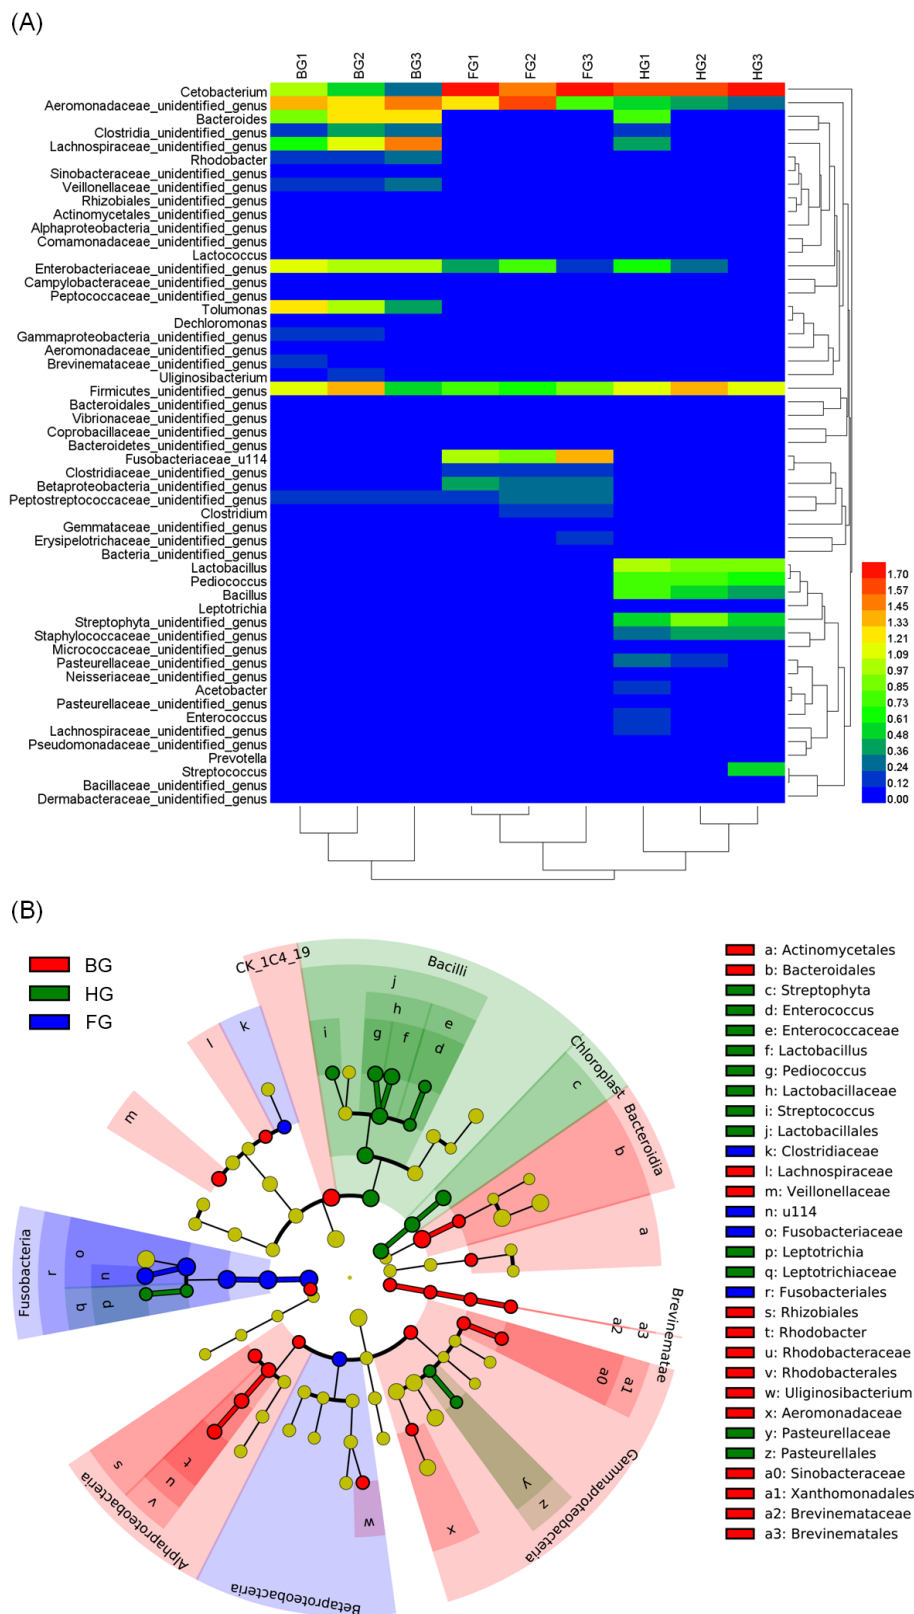 (A)
BG1 BG2 BG3 FG1 FG2 FG3 HG1 HG2 HG3
Cetobacterium
Aeromonadaceae_unidentified_genus
Bacteroides
Clostridia_unidentified_genus
Lachnospiraceae_unidentified_genus
Rhodobacter
Sinobacteraceae_unidentified_genus
Veillonellaceae_unidentified_genus
Rhizobiales_unidentified_genus
Actinomycetales_unidentified_genus
Alphaproteobacteria_unidentified_genus
Comamonadaceae_unidentified_genus
Lactococcus
Enterobacteriaceae_unidentified_genus
Campylobacteraceae_unidentified_genus
Peptococcaceae_unidentified_genus
Tolumonas
Dechloromonas
Gammaproteobacteria_unidentified_genus
Aeromonadaceae_unidentified_genus
Brevinemataceae_unidentified_genus
Uliginosibacterium
Firmicutes_unidentified_genus
Bacteroidales_unidentified_genus
Vibrionaceae_unidentified_genus
Coprobacillaceae_unidentified_genus
Bacteroidetes_unidentified_genus
Fusobacteriaceae_u114
Clostridiaceae_unidentified_genus
Betaproteobacteria_unidentified_genus
Peptostreptococcaceae_unidentified_genus
Clostridium
Gemmataceae_unidentified_genus
Erysipelotrichaceae_unidentified_genus
Bacteria_unidentified_genus
Lactobacillus
Pediococcus
Bacillus
Leptotrichia
Streptophyta_unidentified_genus
Staphylococcaceae_unidentified_genus
Micrococcaceae_unidentified_genus
Pasteurellaceae_unidentified_genus
Neisseriaceae_unidentified_genus
Acetobacter
Pasteurellaceae_unidentified_genus
Enterococcus
Lachnospiraceae_unidentified_genus
Pseudomonadaceae_unidentified_genus
Prevotella
Streptococcus
Bacillaceae_unidentified_genus
Dermabacteraceae_unidentified_genus
1.70
1.57
1.45
1.33
1.21
1.09
0.97
0.85
0.73
0.61
0.48
0.36
0.24
0.12
0.00
(B)
BG
HG
FG
CK_1C4_19
Bacilli
Chloroplast
Bacteroidia
Brevinematae
Gammaproteobacteria
Betaproteobacteria
Alphaproteobacteria
Fusobacteria
j
h
e
i
g
f
d
c
b
a
a3
a2
a1
a0
y
z
x
w
t
u
v
s
r
o
n
q
p
m
l
k
a: Actinomycetales
b: Bacteroidales
c: Streptophyta
d: Enterococcus
e: Enterococcaceae
f: Lactobacillus
g: Pediococcus
h: Lactobacillaceae
i: Streptococcus
j: Lactobacillales
k: Clostridiaceae
l: Lachnospiraceae
m: Veillonellaceae
n: u114
o: Fusobacteriaceae
p: Leptotrichia
q: Leptotrichiaceae
r: Fusobacteriales
s: Rhizobiales
t: Rhodobacter
u: Rhodobacteraceae
v: Rhodobacterales
w: Uliginosibacterium
x: Aeromonadaceae
y: Pasteurellaceae
z: Pasteurellales
a0: Sinobacteraceae
a1: Xanthomonadales
a2: Brevinemataceae
a3: Brevinematales